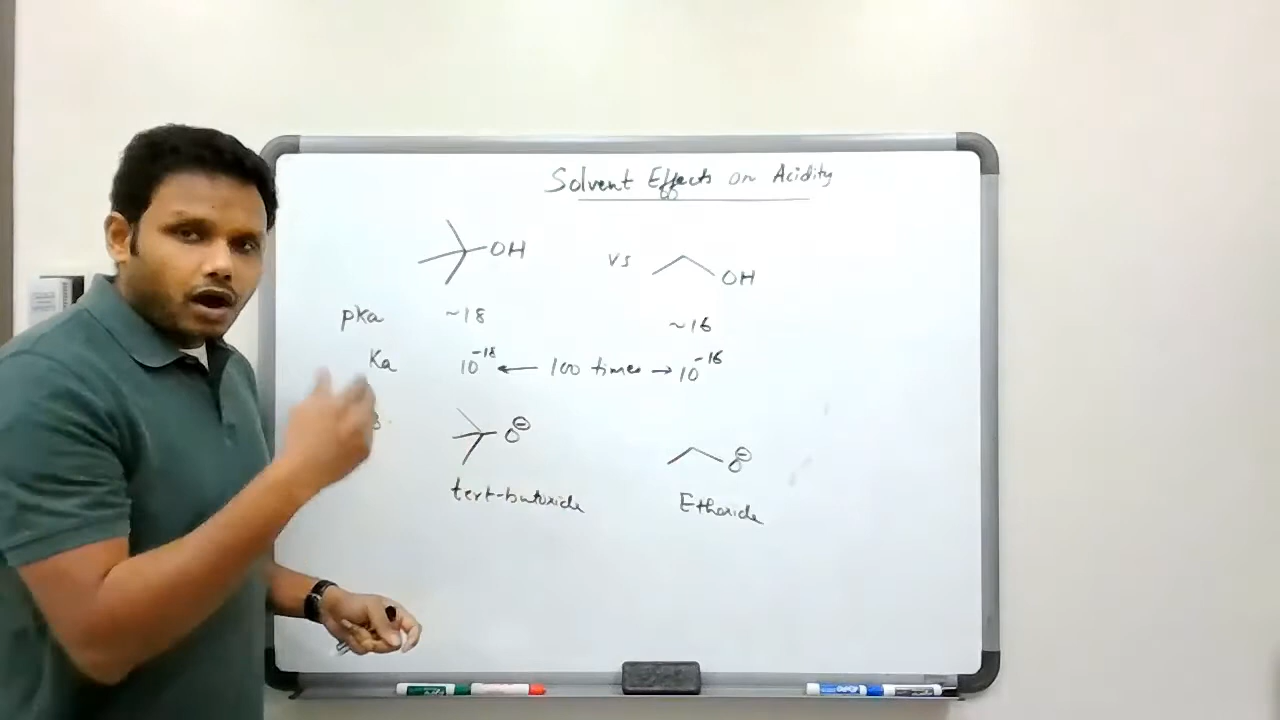 Solvent Effects on Acidity
OH vs OH
pKa ~18 ~16
Ka 10⁻¹⁸ ← 100 times → 10⁻¹⁶
O⊖ O⊖
tert-butoxide Ethoxide